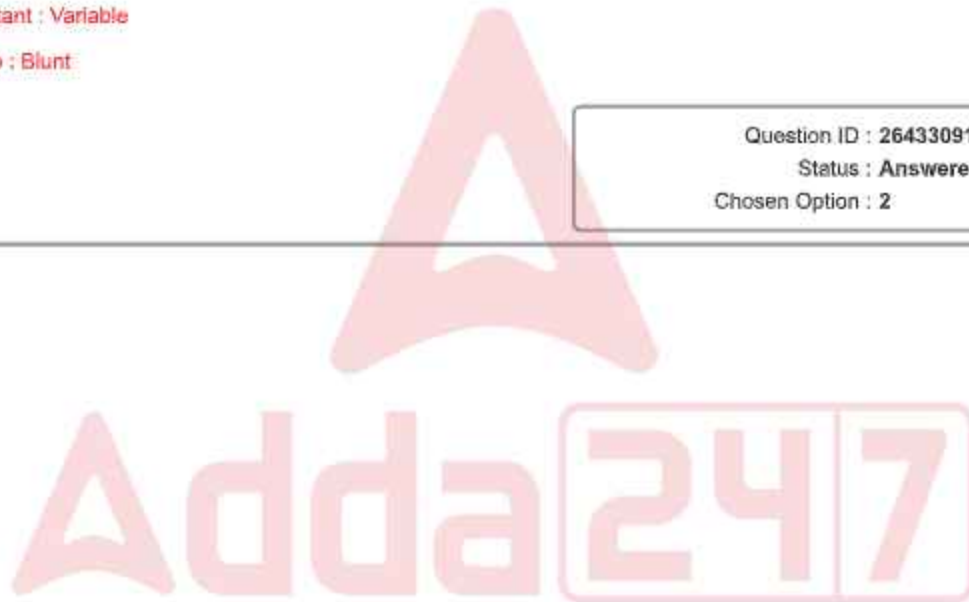 tant : Variable
: Blunt
Question ID : 26433091
Status : Answere
Chosen Option : 2
Adda247